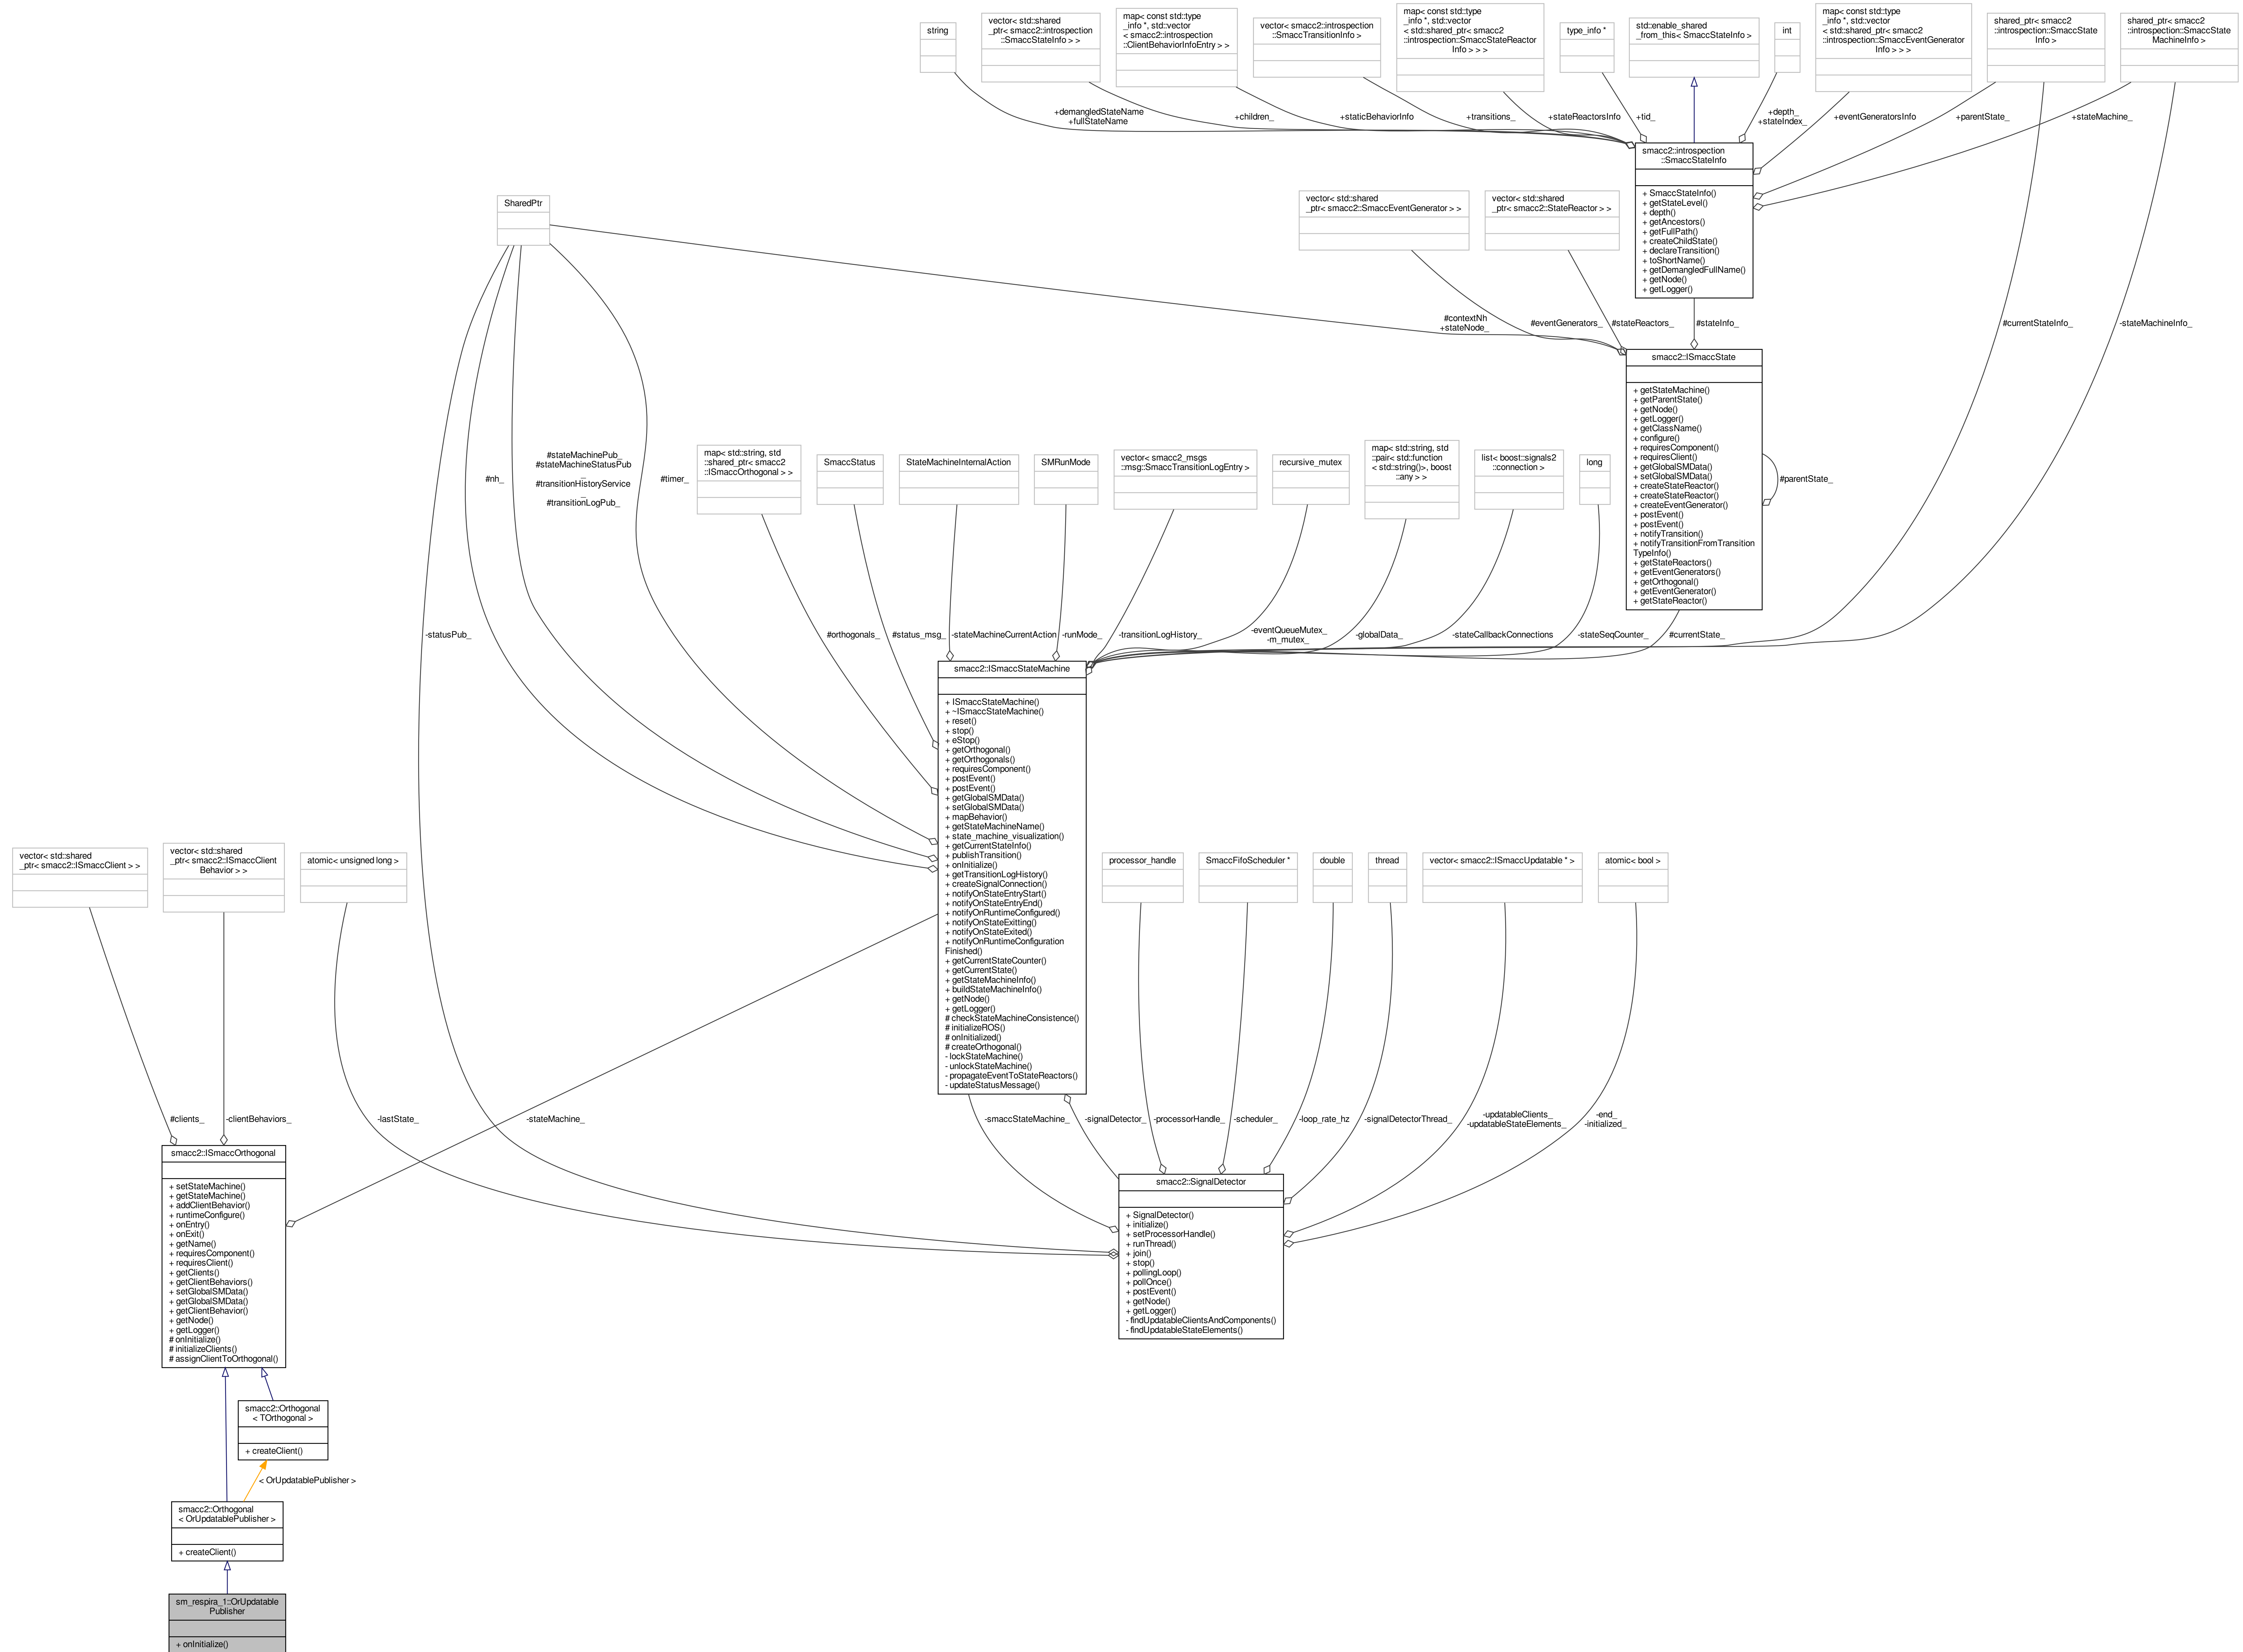 string
vector< std::shared
_ptr< smacc2::introspection
::SmaccStateInfo > >
map< const std::type
_info *, std::vector
< smacc2::introspection
::ClientBehaviorInfoEntry > >
vector< smacc2::introspection
::SmaccTransitionInfo >
map< const std::type
_info *, std::vector
< std::shared_ptr< smacc2
::introspection::StateReactor
Info > > >
type_info *
std::enable_shared
_from_this< SmaccStateInfo >
int
map< const std::type
_info *, std::vector
< std::shared_ptr< smacc2
::introspection::SmaccEventGenerator
Info > > >
shared_ptr< smacc2
::introspection::SmaccState
Info >
shared_ptr< smacc2
::introspection::SmaccState
MachineInfo >
+demangledStateName
+fullStateName
+children_
+staticBehaviorInfo
+transitions_
+stateReactorsInfo
+tid_
+depth_
+stateIndex_
+eventGeneratorsInfo
+parentState_
+stateMachine_
smacc2::introspection
::SmaccStateInfo
+ SmaccStateInfo()
+ getStateLevel()
+ depth()
+ getAncestors()
+ getFullPath()
+ createChildState()
+ declareTransition()
+ toShortName()
+ getDemangledFullName()
+ getNode()
+ getLogger()
SharedPtr
vector< std::shared
_ptr< smacc2::SmaccEventGenerator > >
vector< std::shared
_ptr< smacc2::StateReactor > >
#contextNh
+stateNode_
#eventGenerators_
#stateReactors_
#stateInfo_
#currentStateInfo_
-stateMachineInfo_
smacc2::ISmaccState
+ getStateMachine()
+ getParentState()
+ getNode()
+ getLogger()
+ getClassName()
+ configure()
+ requiresComponent()
+ requiresClient()
+ getGlobalSMData()
+ setGlobalSMData()
+ createStateReactor()
+ createStateReactor()
+ createEventGenerator()
+ postEvent()
+ postEvent()
+ notifyTransition()
+ notifyTransitionFromTransition
TypeInfo()
+ getStateReactors()
+ getEventGenerators()
+ getOrthogonal()
+ getEventGenerator()
+ getStateReactor()
#parentState_
#nh_
#stateMachinePub_
#stateMachineStatusPub
_
#transitionHistoryService
_
#transitionLogPub_
#timer_
map< std::string, std
::shared_ptr< smacc2
::ISmaccOrthogonal > >
SmaccStatus
StateMachineInternalAction
SMRunMode
vector< smacc2_msgs
::msg::SmaccTransitionLogEntry >
recursive_mutex
map< std::string, std
::pair< std::function
< std::string()>, boost
::any > >
list< boost::signals2
::connection >
long
-statusPub_
#orthogonals_
#status_msg_
-stateMachineCurrentAction
-runMode_
-transitionLogHistory_
-eventQueueMutex_
-m_mutex_
-globalData_
-stateCallbackConnections
-stateSeqCounter_
#currentState_
smacc2::ISmaccStateMachine
+ ISmaccStateMachine()
+ ~ISmaccStateMachine()
+ reset()
+ stop()
+ eStop()
+ getOrthogonal()
+ getOrthogonals()
+ requiresComponent()
+ postEvent()
+ postEvent()
+ getGlobalSMData()
+ setGlobalSMData()
+ mapBehavior()
+ getStateMachineName()
+ state_machine_visualization()
+ getCurrentStateInfo()
+ publishTransition()
+ onInitialize()
+ getTransitionLogHistory()
+ createSignalConnection()
+ notifyOnStateEntryStart()
+ notifyOnStateEntryEnd()
+ notifyOnRuntimeConfigured()
+ notifyOnStateExitting()
+ notifyOnStateExited()
+ notifyOnRuntimeConfiguration
Finished()
+ getCurrentStateCounter()
+ getCurrentState()
+ getStateMachineInfo()
+ buildStateMachineInfo()
+ getNode()
+ getLogger()
# checkStateMachineConsistence()
# initializeROS()
# onInitialized()
# createOrthogonal()
- lockStateMachine()
- unlockStateMachine()
- propagateEventToStateReactors()
- updateStatusMessage()
vector< std::shared
_ptr< smacc2::ISmaccClient > >
vector< std::shared
_ptr< smacc2::ISmaccClient
Behavior > >
atomic< unsigned long >
processor_handle
SmaccFifoScheduler *
double
thread
vector< smacc2::ISmaccUpdatable * >
atomic< bool >
#clients_
-clientBehaviors_
-lastState_
-stateMachine_
-smaccStateMachine_
-signalDetector_
-processorHandle_
-scheduler_
-loop_rate_hz
-signalDetectorThread_
-updatableClients_
-updatableStateElements_
-end_
-initialized_
smacc2::ISmaccOrthogonal
+ setStateMachine()
+ getStateMachine()
+ addClientBehavior()
+ runtimeConfigure()
+ onEntry()
+ onExit()
+ getName()
+ requiresComponent()
+ requiresClient()
+ getClients()
+ getClientBehaviors()
+ setGlobalSMData()
+ getGlobalSMData()
+ getClientBehavior()
+ getNode()
+ getLogger()
# onInitialize()
# initializeClients()
# assignClientToOrthogonal()
smacc2::SignalDetector
+ SignalDetector()
+ initialize()
+ setProcessorHandle()
+ runThread()
+ join()
+ stop()
+ pollingLoop()
+ pollOnce()
+ postEvent()
+ getNode()
+ getLogger()
- findUpdatableClientsAndComponents()
- findUpdatableStateElements()
smacc2::Orthogonal
< TOrthogonal >
+ createClient()
< OrUpdatablePublisher >
smacc2::Orthogonal
< OrUpdatablePublisher >
+ createClient()
sm_respira_1::OrUpdatable
Publisher
+ onInitialize()